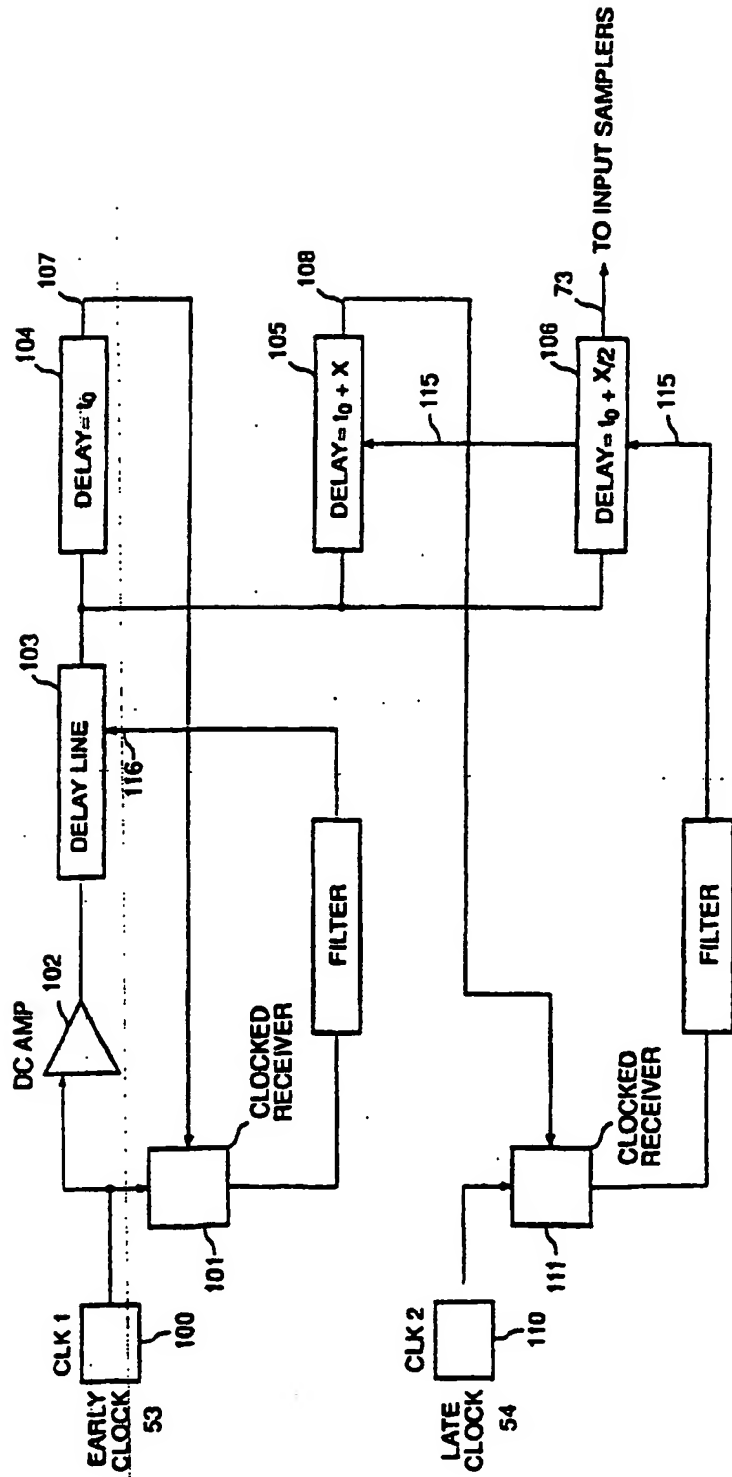 EARLY
CLOCK
53
CLK 1
100
DC AMP
102
DELAY LINE
103
DELAY= t₀
104
107
116
101
CLOCKED
RECEIVER
FILTER
DELAY= t₀ + X
105
108
115
DELAY= t₀ + X/2
106
73
TO INPUT SAMPLERS
115
LATE
CLOCK
54
CLK 2
110
111
CLOCKED
RECEIVER
FILTER